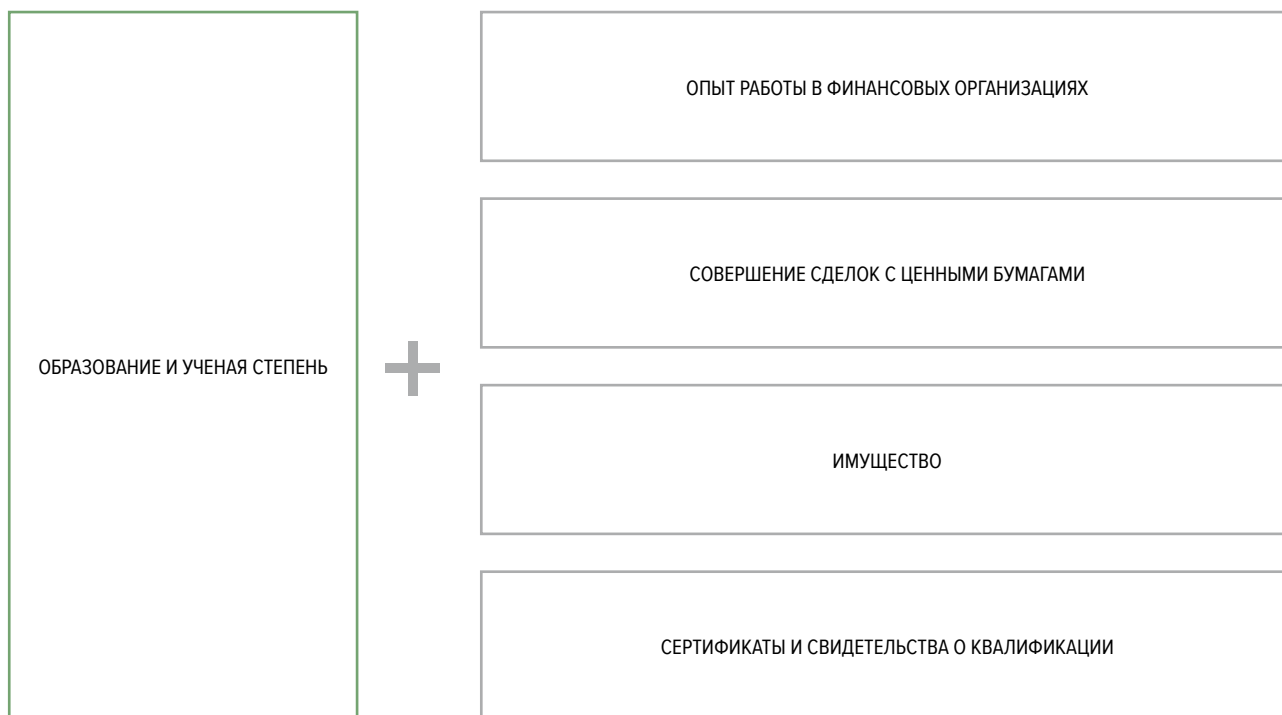 ОБРАЗОВАНИЕ И УЧЕНАЯ СТЕПЕНЬ
ОПЫТ РАБОТЫ В ФИНАНСОВЫХ ОРГАНИЗАЦИЯХ
СОВЕРШЕНИЕ СДЕЛОК С ЦЕННЫМИ БУМАГАМИ
ИМУЩЕСТВО
СЕРТИФИКАТЫ И СВИДЕТЕЛЬСТВА О КВАЛИФИКАЦИИ